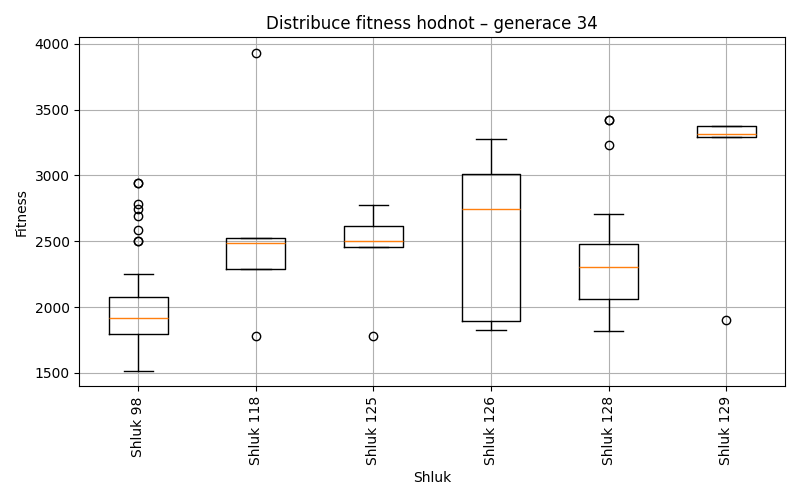 Distribuce fitness hodnot – generace 34
Fitness
4000
3500
3000
2500
2000
1500
Shluk 98
Shluk 118
Shluk 125
Shluk 126
Shluk 128
Shluk 129
Shluk